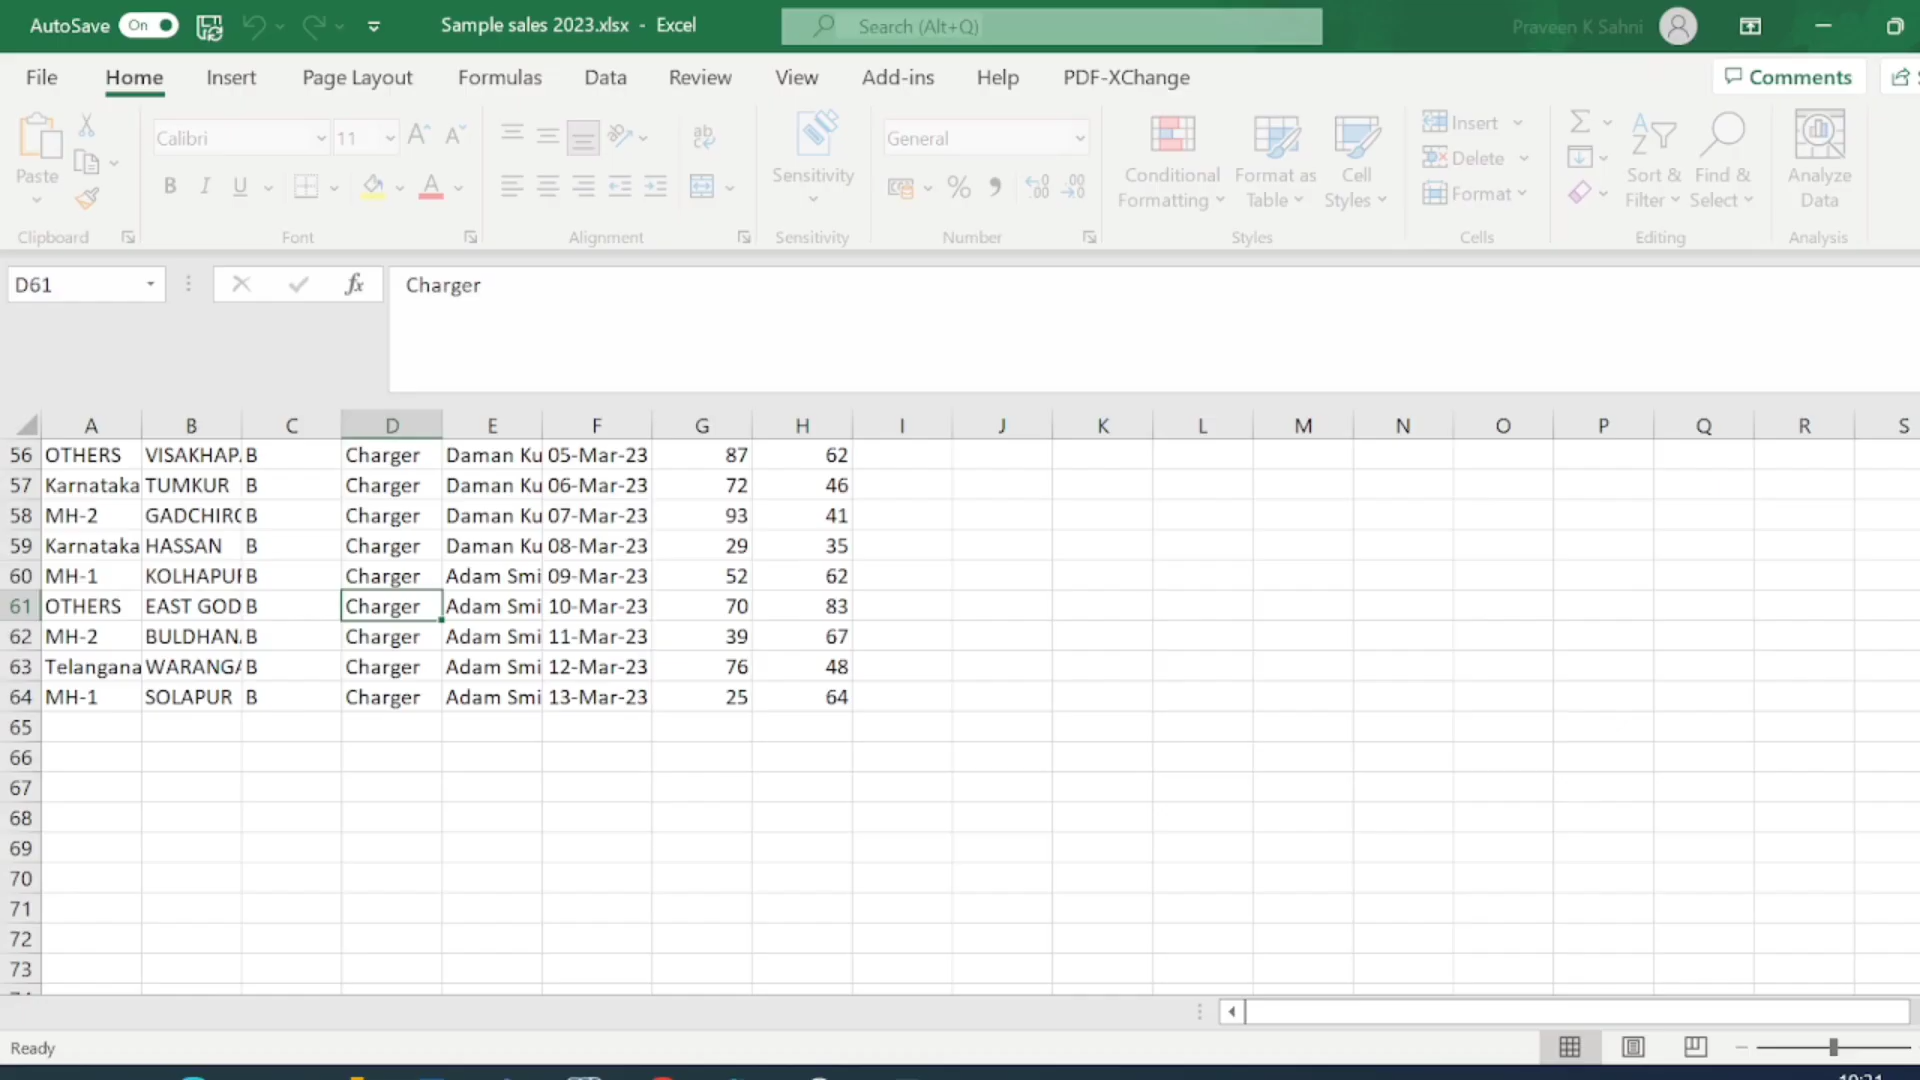 AutoSave On Sample sales 2023.xlsx - Excel Search (Alt+Q) Praveen K Sahni
File Home Insert Page Layout Formulas Data Review View Add-ins Help PDF-XChange Comments
Paste
Clipboard
Calibri 11
B I U A
Font
ab
Alignment
Sensitivity
Sensitivity
General
%
Number
Conditional Formatting
Format as Table
Cell Styles
Styles
Insert
Delete
Format
Cells
Sort & Filter
Find & Select
Editing
Analyze Data
Analysis
D61 fx Charger
A B C D E F G H I J K L M N O P Q R S
56 OTHERS VISAKHAP B Charger Daman Ku 05-Mar-23 87 62
57 Karnataka TUMKUR B Charger Daman Ku 06-Mar-23 72 46
58 MH-2 GADCHIRO B Charger Daman Ku 07-Mar-23 93 41
59 Karnataka HASSAN B Charger Daman Ku 08-Mar-23 29 35
60 MH-1 KOLHAPUR B Charger Adam Smi 09-Mar-23 52 62
61 OTHERS EAST GOD B Charger Adam Smi 10-Mar-23 70 83
62 MH-2 BULDHAN B Charger Adam Smi 11-Mar-23 39 67
63 Telangana WARANGA B Charger Adam Smi 12-Mar-23 76 48
64 MH-1 SOLAPUR B Charger Adam Smi 13-Mar-23 25 64
65
66
67
68
69
70
71
72
73
Ready